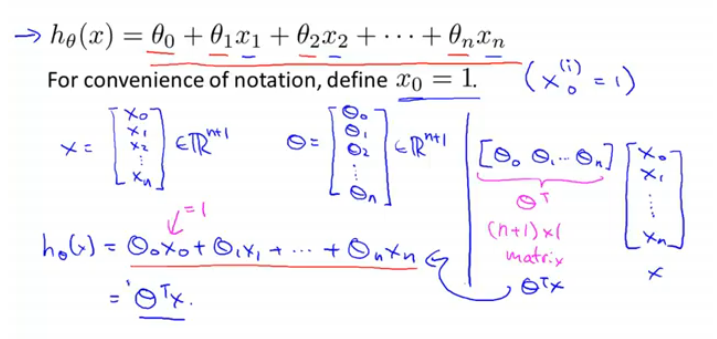 → hθ(x) = θ₀ + θ₁x₁ + θ₂x₂ + ⋯ + θₙxₙ
For convenience of notation, define x₀ = 1. (x₀⁽ⁱ⁾ = 1)
x = [x₀ x₁ x₂ ⋮ xₙ] ∈ ℝⁿ⁺¹ θ = [θ₀ θ₁ θ₂ ⋮ θₙ] ∈ ℝⁿ⁺¹
[θ₀ θ₁ ⋯ θₙ] [x₀ x₁ ⋮ xₙ]
θᵀ
(n+1) × 1
matrix
x
θᵀx
= 1
hθ(x) = θ₀x₀ + θ₁x₁ + ⋯ + θₙxₙ
= θᵀx.